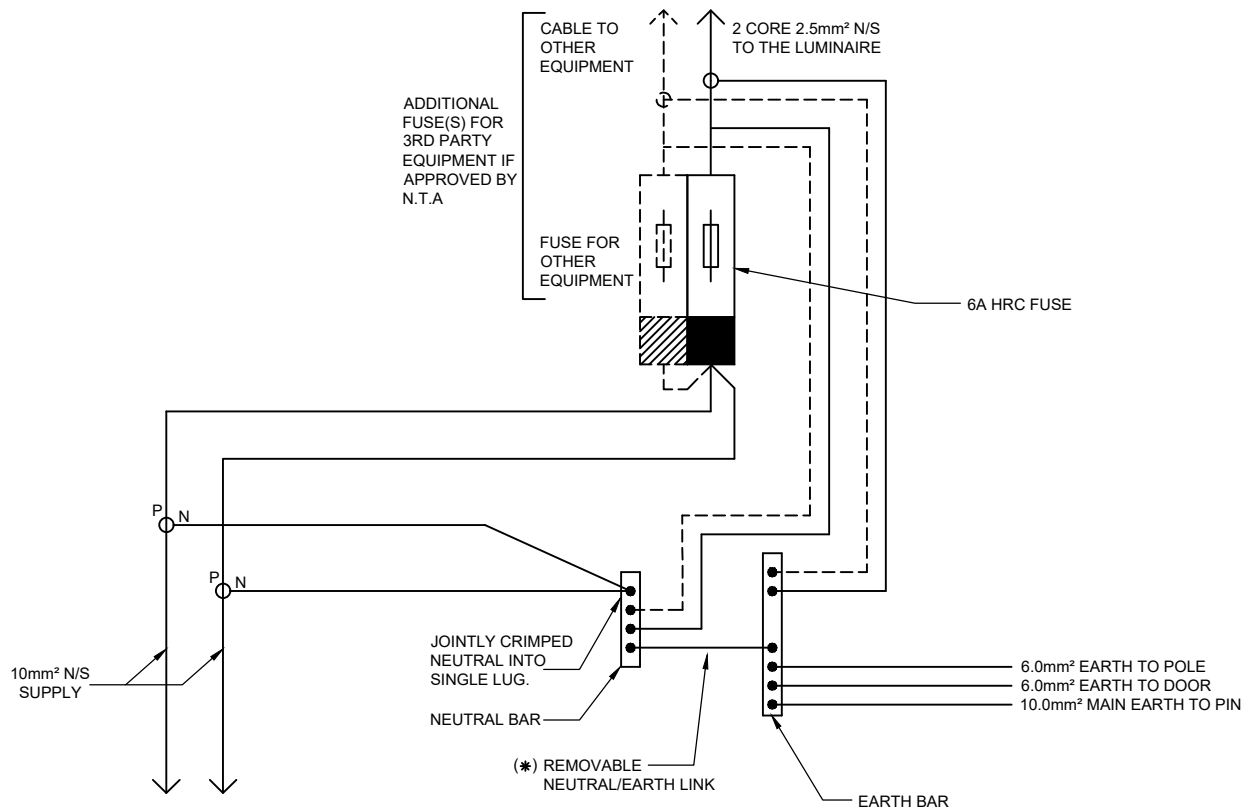 CABLE TO
OTHER
EQUIPMENT
2 CORE 2.5mm² N/S
TO THE LUMINAIRE
ADDITIONAL
FUSE(S) FOR
3RD PARTY
EQUIPMENT IF
APPROVED BY
N.T.A
FUSE FOR
OTHER
EQUIPMENT
6A HRC FUSE
P
N
P
N
JOINTLY CRIMPED
NEUTRAL INTO
SINGLE LUG.
10mm² N/S
SUPPLY
NEUTRAL BAR
6.0mm² EARTH TO POLE
6.0mm² EARTH TO DOOR
10.0mm² MAIN EARTH TO PIN
(*) REMOVABLE
NEUTRAL/EARTH LINK
EARTH BAR